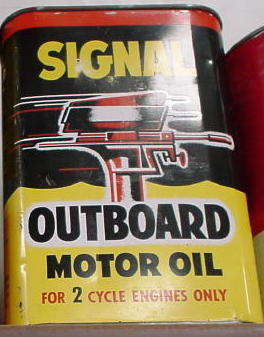 SIGNAL
OUTBOARD
MOTOR OIL
FOR 2 CYCLE ENGINES ONLY